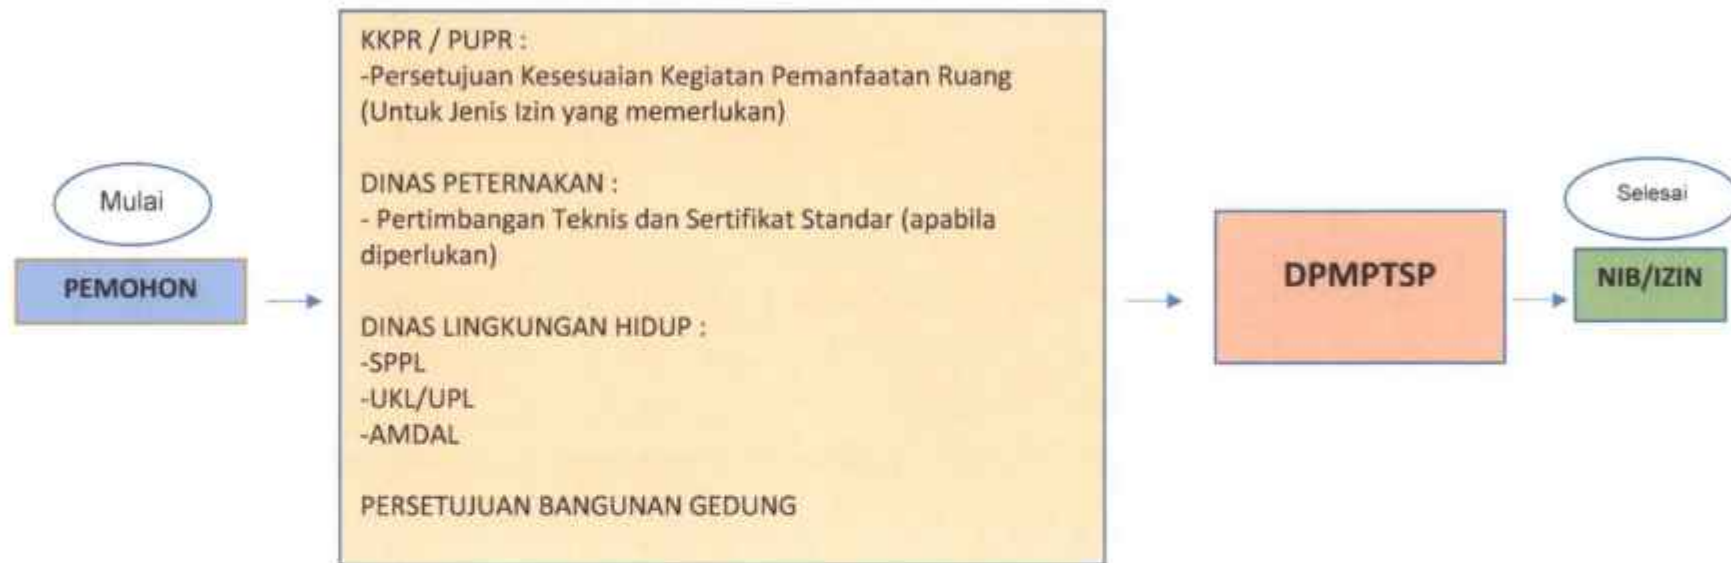 Mulai
PEMOHON
KKPR / PUPR :
-Persetujuan Kesesuaian Kegiatan Pemanfaatan Ruang
(Untuk Jenis Izin yang memerlukan)
DINAS PETERNAKAN :
- Pertimbangan Teknis dan Sertifikat Standar (apabila
diperlukan)
DINAS LINGKUNGAN HIDUP :
-SPPL
-UKL/UPL
-AMDAL
PERSETUJUAN BANGUNAN GEDUNG
DPMPTSP
Selesai
NIB/IZIN